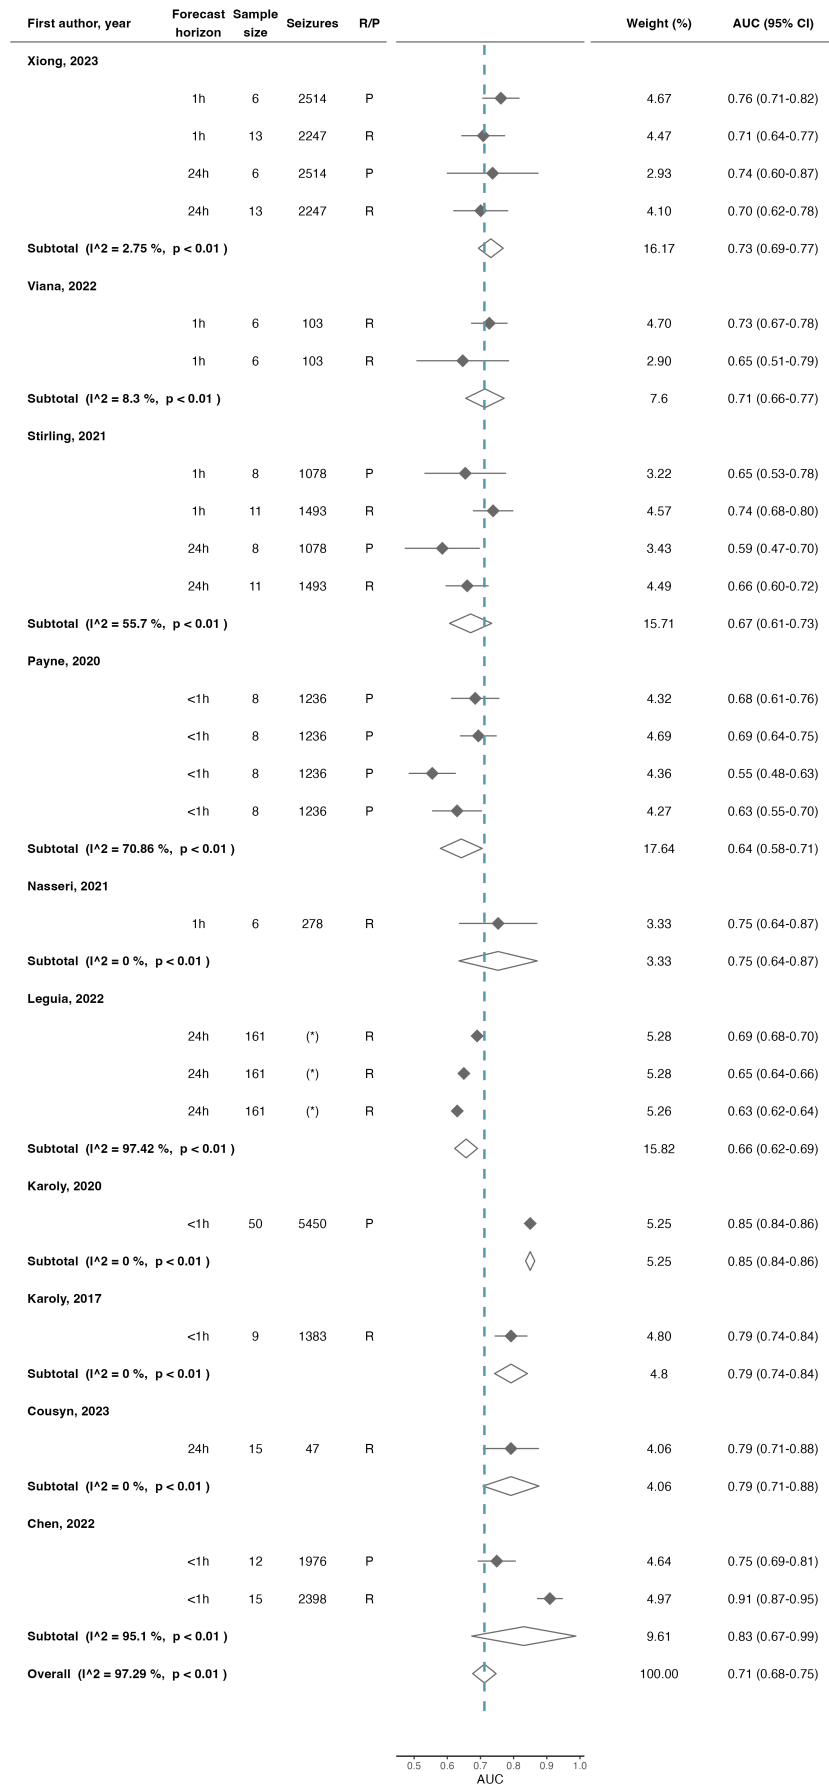 First author, year Forecast horizon Sample size Seizures R/P Weight (%) AUC (95% CI)
Xiong, 2023
1h 6 2514 P 4.67 0.76 (0.71-0.82)
1h 13 2247 R 4.47 0.71 (0.64-0.77)
24h 6 2514 P 2.93 0.74 (0.60-0.87)
24h 13 2247 R 4.10 0.70 (0.62-0.78)
Subtotal (I^2 = 2.75 %, p < 0.01 ) 16.17 0.73 (0.69-0.77)
Viana, 2022
1h 6 103 R 4.70 0.73 (0.67-0.78)
1h 6 103 R 2.90 0.65 (0.51-0.79)
Subtotal (I^2 = 8.3 %, p < 0.01 ) 7.6 0.71 (0.66-0.77)
Stirling, 2021
1h 8 1078 P 3.22 0.65 (0.53-0.78)
1h 11 1493 R 4.57 0.74 (0.68-0.80)
24h 8 1078 P 3.43 0.59 (0.47-0.70)
24h 11 1493 R 4.49 0.66 (0.60-0.72)
Subtotal (I^2 = 55.7 %, p < 0.01 ) 15.71 0.67 (0.61-0.73)
Payne, 2020
<1h 8 1236 P 4.32 0.68 (0.61-0.76)
<1h 8 1236 P 4.69 0.69 (0.64-0.75)
<1h 8 1236 P 4.36 0.55 (0.48-0.63)
<1h 8 1236 P 4.27 0.63 (0.55-0.70)
Subtotal (I^2 = 70.86 %, p < 0.01 ) 17.64 0.64 (0.58-0.71)
Nasseri, 2021
1h 6 278 R 3.33 0.75 (0.64-0.87)
Subtotal (I^2 = 0 %, p < 0.01 ) 3.33 0.75 (0.64-0.87)
Leguia, 2022
24h 161 (*) R 5.28 0.69 (0.68-0.70)
24h 161 (*) R 5.28 0.65 (0.64-0.66)
24h 161 (*) R 5.26 0.63 (0.62-0.64)
Subtotal (I^2 = 97.42 %, p < 0.01 ) 15.82 0.66 (0.62-0.69)
Karoly, 2020
<1h 50 5450 P 5.25 0.85 (0.84-0.86)
Subtotal (I^2 = 0 %, p < 0.01 ) 5.25 0.85 (0.84-0.86)
Karoly, 2017
<1h 9 1383 R 4.80 0.79 (0.74-0.84)
Subtotal (I^2 = 0 %, p < 0.01 ) 4.8 0.79 (0.74-0.84)
Cousyn, 2023
24h 15 47 R 4.06 0.79 (0.71-0.88)
Subtotal (I^2 = 0 %, p < 0.01 ) 4.06 0.79 (0.71-0.88)
Chen, 2022
<1h 12 1976 P 4.64 0.75 (0.69-0.81)
<1h 15 2398 R 4.97 0.91 (0.87-0.95)
Subtotal (I^2 = 95.1 %, p < 0.01 ) 9.61 0.83 (0.67-0.99)
Overall (I^2 = 97.29 %, p < 0.01 ) 100.00 0.71 (0.68-0.75)
0.5 0.6 0.7 0.8 0.9 1.0
AUC